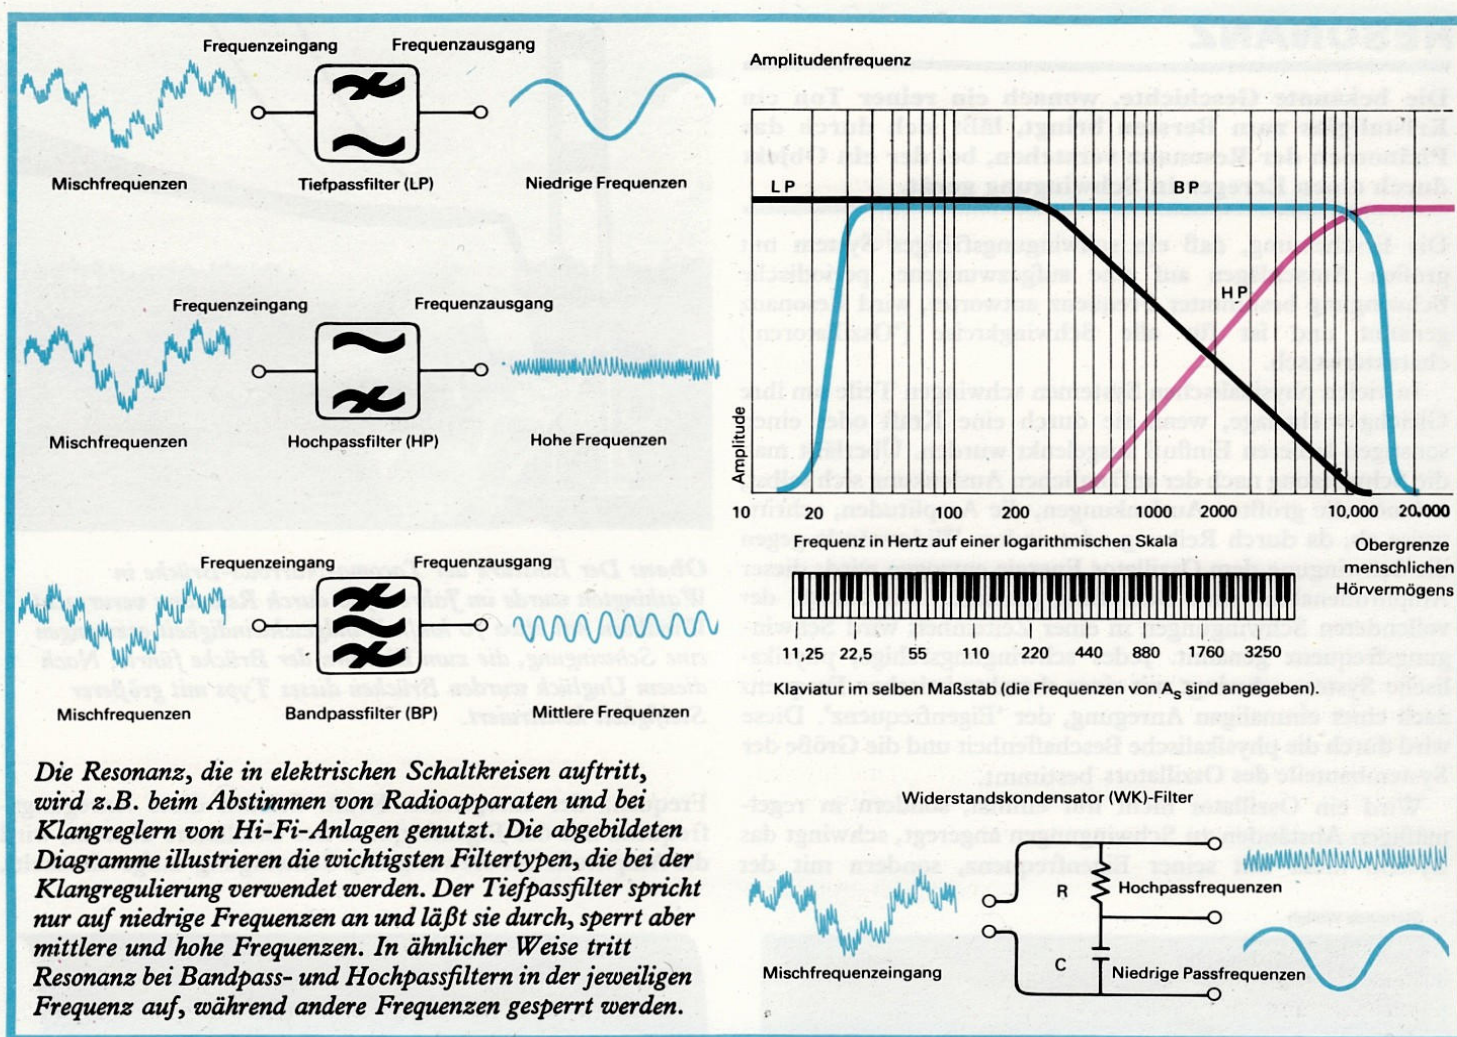 Frequenzeingang
Frequenzausgang
Mischfrequenzen
Tiefpassfilter (LP)
Niedrige Frequenzen
Frequenzeingang
Frequenzausgang
Mischfrequenzen
Hochpassfilter (HP)
Hohe Frequenzen
Frequenzeingang
Frequenzausgang
Mischfrequenzen
Bandpassfilter (BP)
Mittlere Frequenzen
Die Resonanz, die in elektrischen Schaltkreisen auftritt,
wird z.B. beim Abstimmen von Radioapparaten und bei
Klangreglern von Hi-Fi-Anlagen genutzt. Die abgebildeten
Diagramme illustrieren die wichtigsten Filtertypen, die bei der
Klangregulierung verwendet werden. Der Tiefpassfilter spricht
nur auf niedrige Frequenzen an und läßt sie durch, sperrt aber
mittlere und hohe Frequenzen. In ähnlicher Weise tritt
Resonanz bei Bandpass- und Hochpassfiltern in der jeweiligen
Frequenz auf, während andere Frequenzen gesperrt werden.
Amplitudenfrequenz
LP
BP
HP
Amplitude
10 20 100 200 1000 2000 10,000 20.000
Frequenz in Hertz auf einer logarithmischen Skala
Obergrenze
menschlichen
Hörvermögens
11,25 22,5 55 110 220 440 880 1760 3250
Klaviatur im selben Maßstab (die Frequenzen von Aₛ sind angegeben).
Widerstandskondensator (WK)-Filter
R
Hochpassfrequenzen
C
Mischfrequenzeingang
Niedrige Passfrequenzen